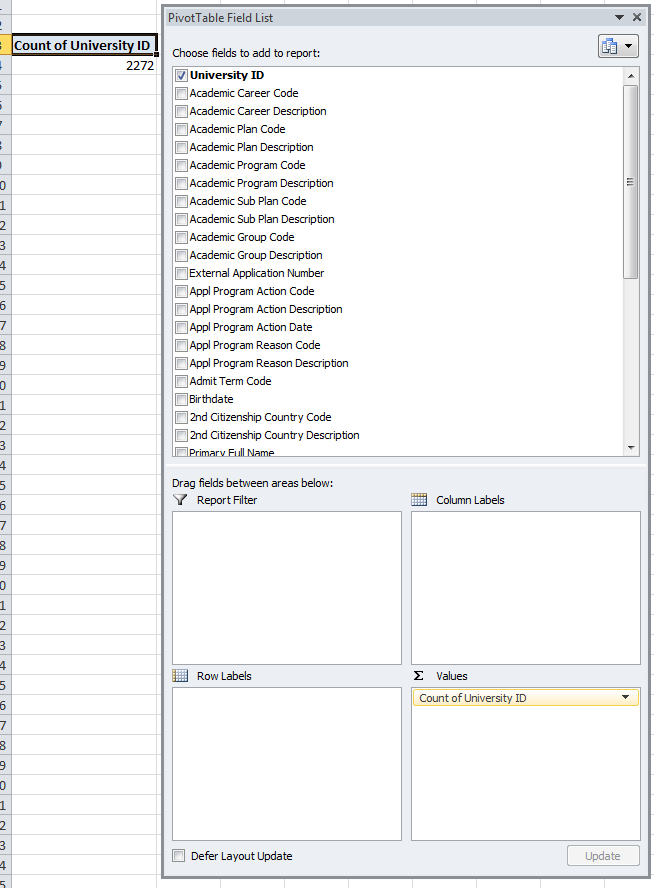 PivotTable Field List
Choose fields to add to report:
Count of University ID
2272
University ID
Academic Career Code
Academic Career Description
Academic Plan Code
Academic Plan Description
Academic Program Code
Academic Program Description
Academic Sub Plan Code
Academic Sub Plan Description
Academic Group Code
Academic Group Description
External Application Number
Appl Program Action Code
Appl Program Action Description
Appl Program Action Date
Appl Program Reason Code
Appl Program Reason Description
Admit Term Code
Birthdate
2nd Citizenship Country Code
2nd Citizenship Country Description
Primary Full Name
Drag fields between areas below:
Report Filter
Column Labels
Row Labels
Σ Values
Count of University ID
Defer Layout Update
Update